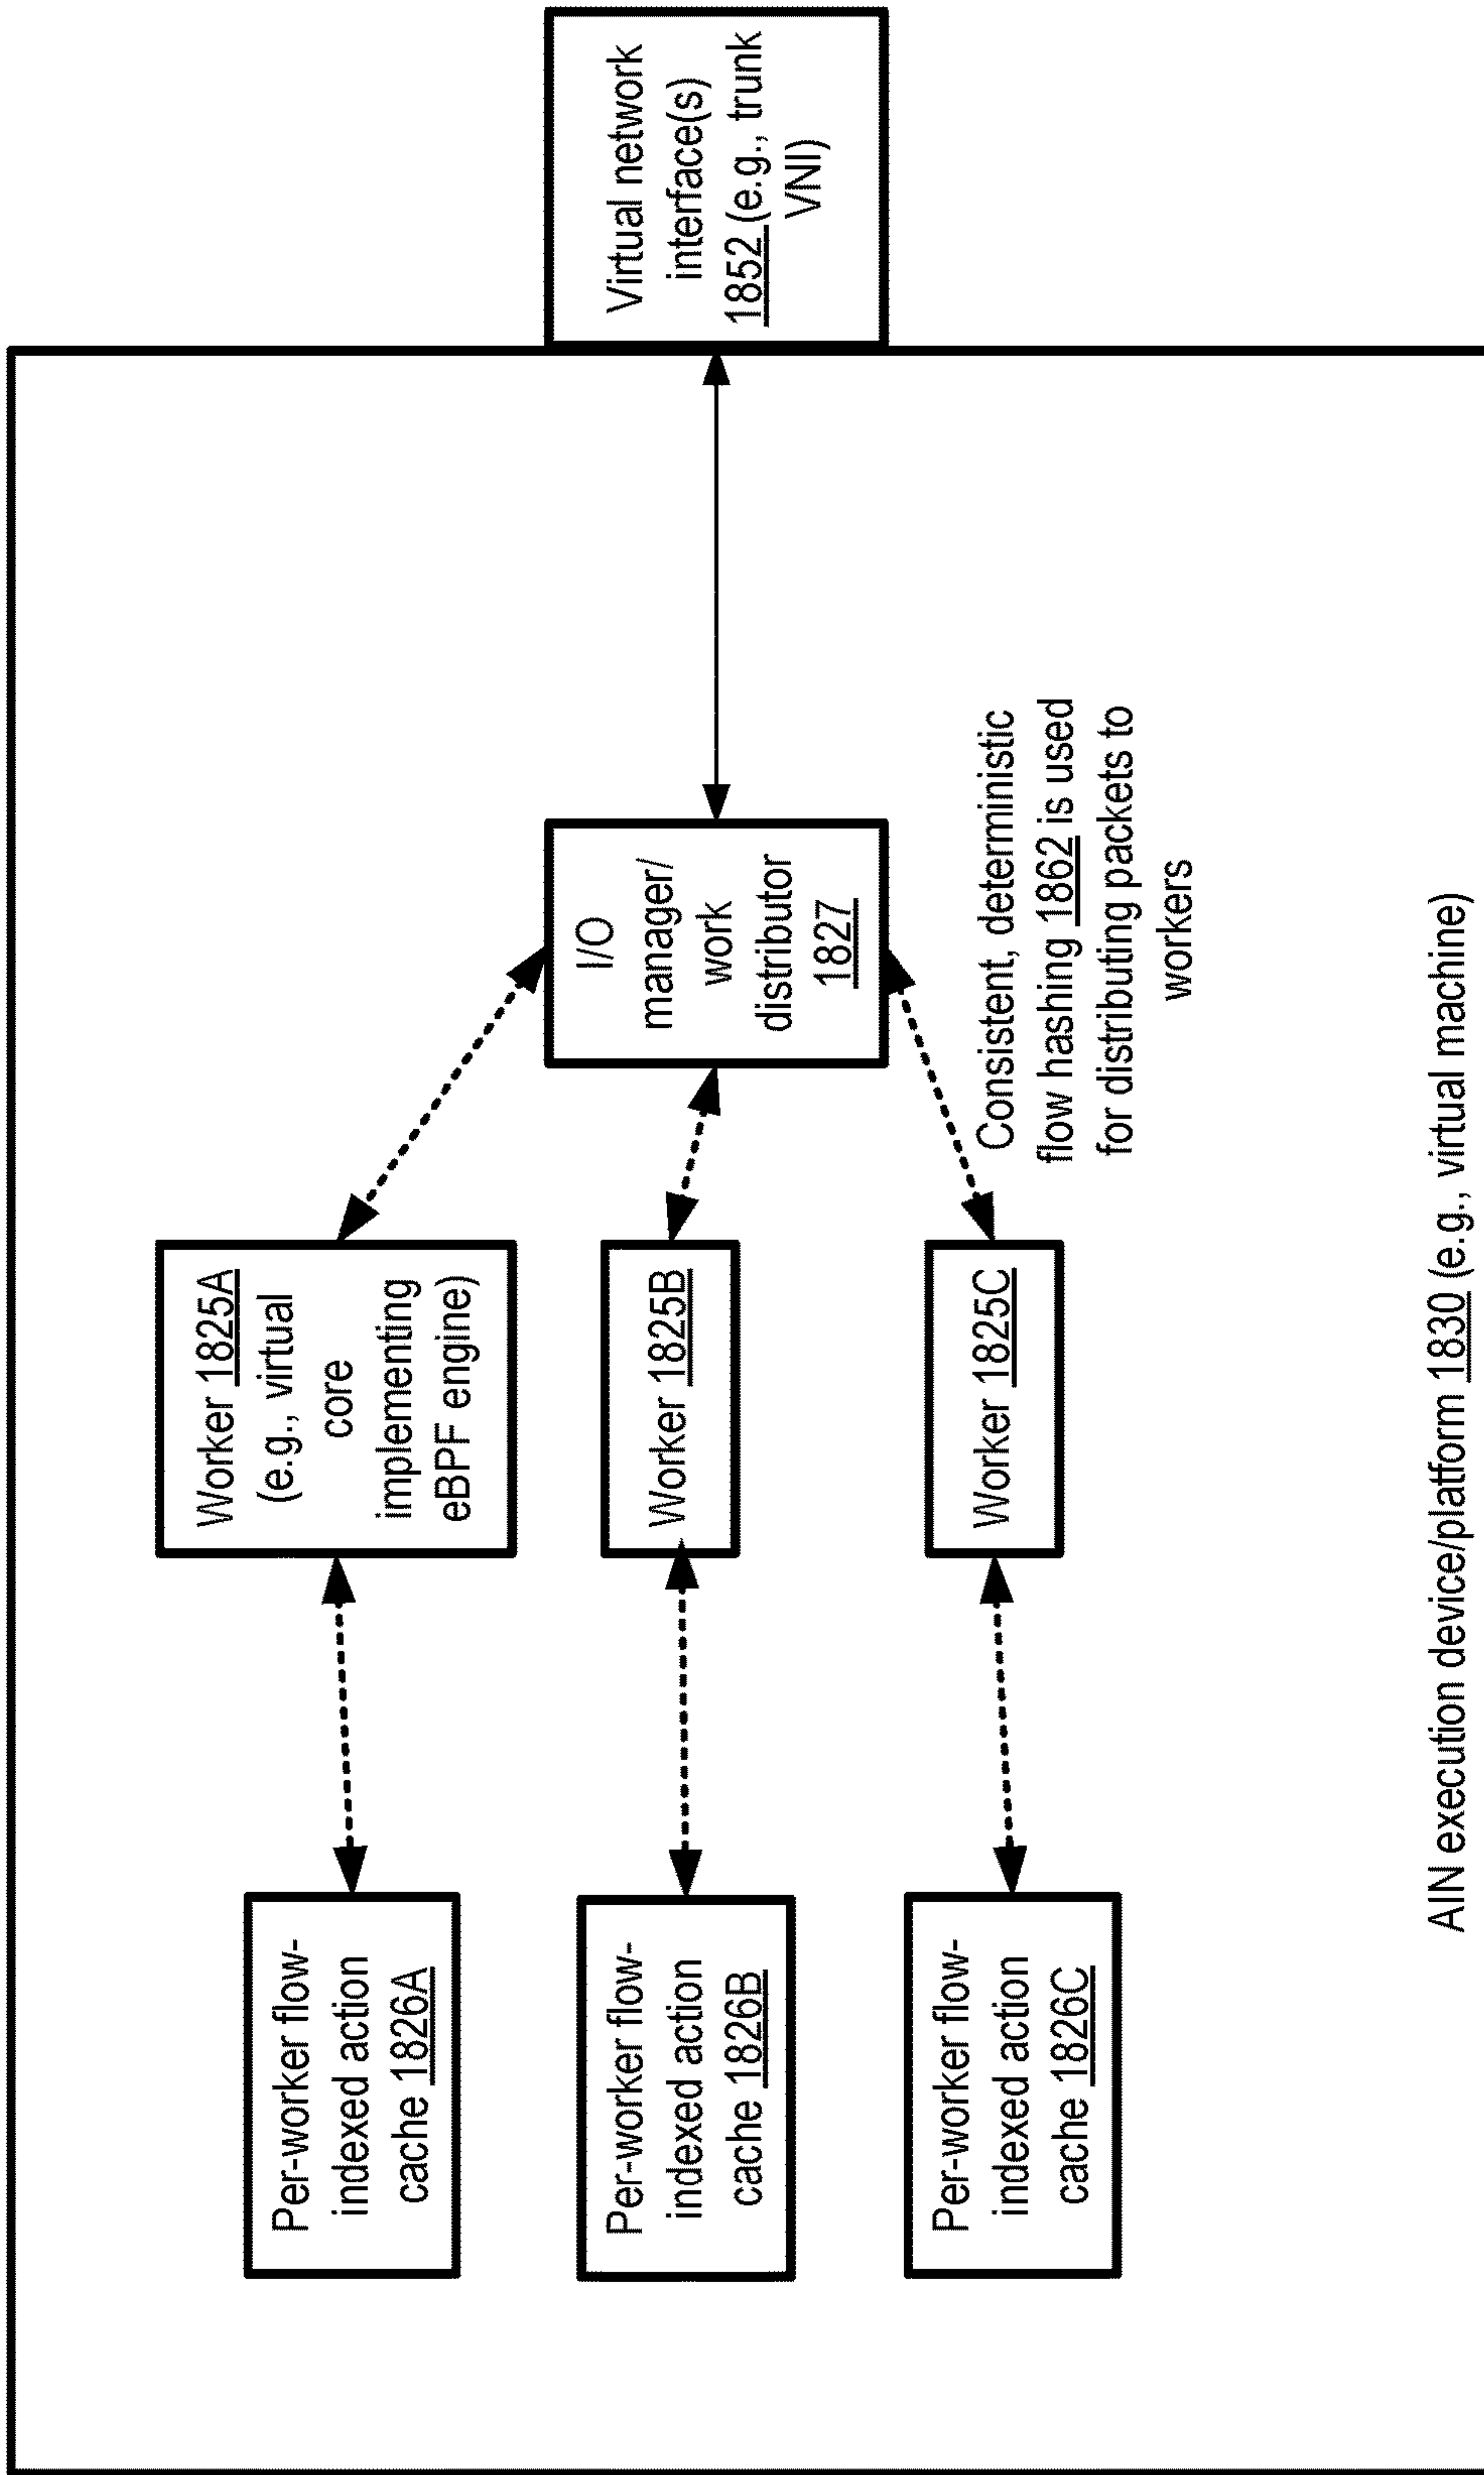 Per-worker flow-
indexed action
cache 1826A
Worker 1825A
(e.g., virtual
core
implementing
eBPF engine)
Per-worker flow-
indexed action
cache 1826B
Worker 1825B
I/O
manager/
work
distributor
1827
Virtual network
interface(s)
1852 (e.g., trunk
VNI)
Per-worker flow-
indexed action
cache 1826C
Worker 1825C
Consistent, deterministic
flow hashing 1862 is used
for distributing packets to
workers
AIN execution device/platform 1830 (e.g., virtual machine)